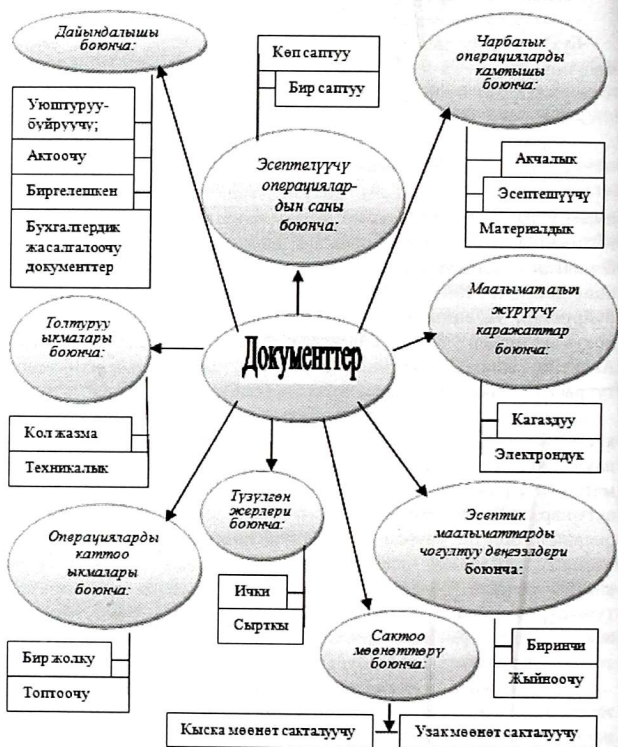 Дайындалышы
боюнча:
Уюштуруу-
буйруучу;
Актоочу
Биргелешкен
Бухгалтердик
жасалгалоочу
документтер
Көп саптуу
Бир саптуу
Эсептелүүчү
операциялар-
дын саны
боюнча:
Чарбалык
операцияларды
камтышы
боюнча:
Акчалык
Эсептешүүчү
Материалдык
Толтуруу
ыкмалары
боюнча:
Кол жазма
Техникалык
Документтер
Маалымат алып
жүрүүчү
каражаттар
боюнча:
Кагаздуу
Электрондук
Операцияларды
каттоо
ыкмалары
боюнча:
Бир жолку
Топтоочу
Түзүлгөн
жерлери
боюнча:
Ички
Сырткы
Эсептик
маалыматтарды
чогултуу деңгээлдери
боюнча:
Биринчи
Жыйноочу
Сактоо
мөөнөттөрү
боюнча:
Кыска мөөнөт сакталуучу
Узак мөөнөт сакталуучу